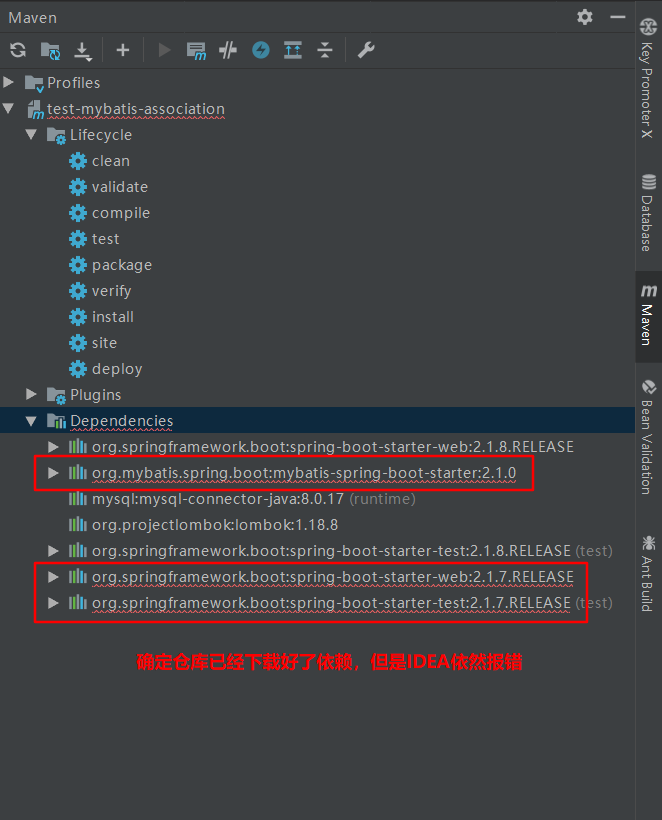 Maven
Profiles
test-mybatis-association
Lifecycle
clean
validate
compile
test
package
verify
install
site
deploy
Plugins
Dependencies
org.springframework.boot:spring-boot-starter-web:2.1.8.RELEASE
org.mybatis.spring.boot:mybatis-spring-boot-starter:2.1.0
mysql:mysql-connector-java:8.0.17 (runtime)
org.projectlombok:lombok:1.18.8
org.springframework.boot:spring-boot-starter-test:2.1.8.RELEASE (test)
org.springframework.boot:spring-boot-starter-web:2.1.7.RELEASE
org.springframework.boot:spring-boot-starter-test:2.1.7.RELEASE (test)
确定仓库已经下载好了依赖，但是IDEA依然报错
Key Promoter X
Database
Maven
Bean Validation
Ant Build